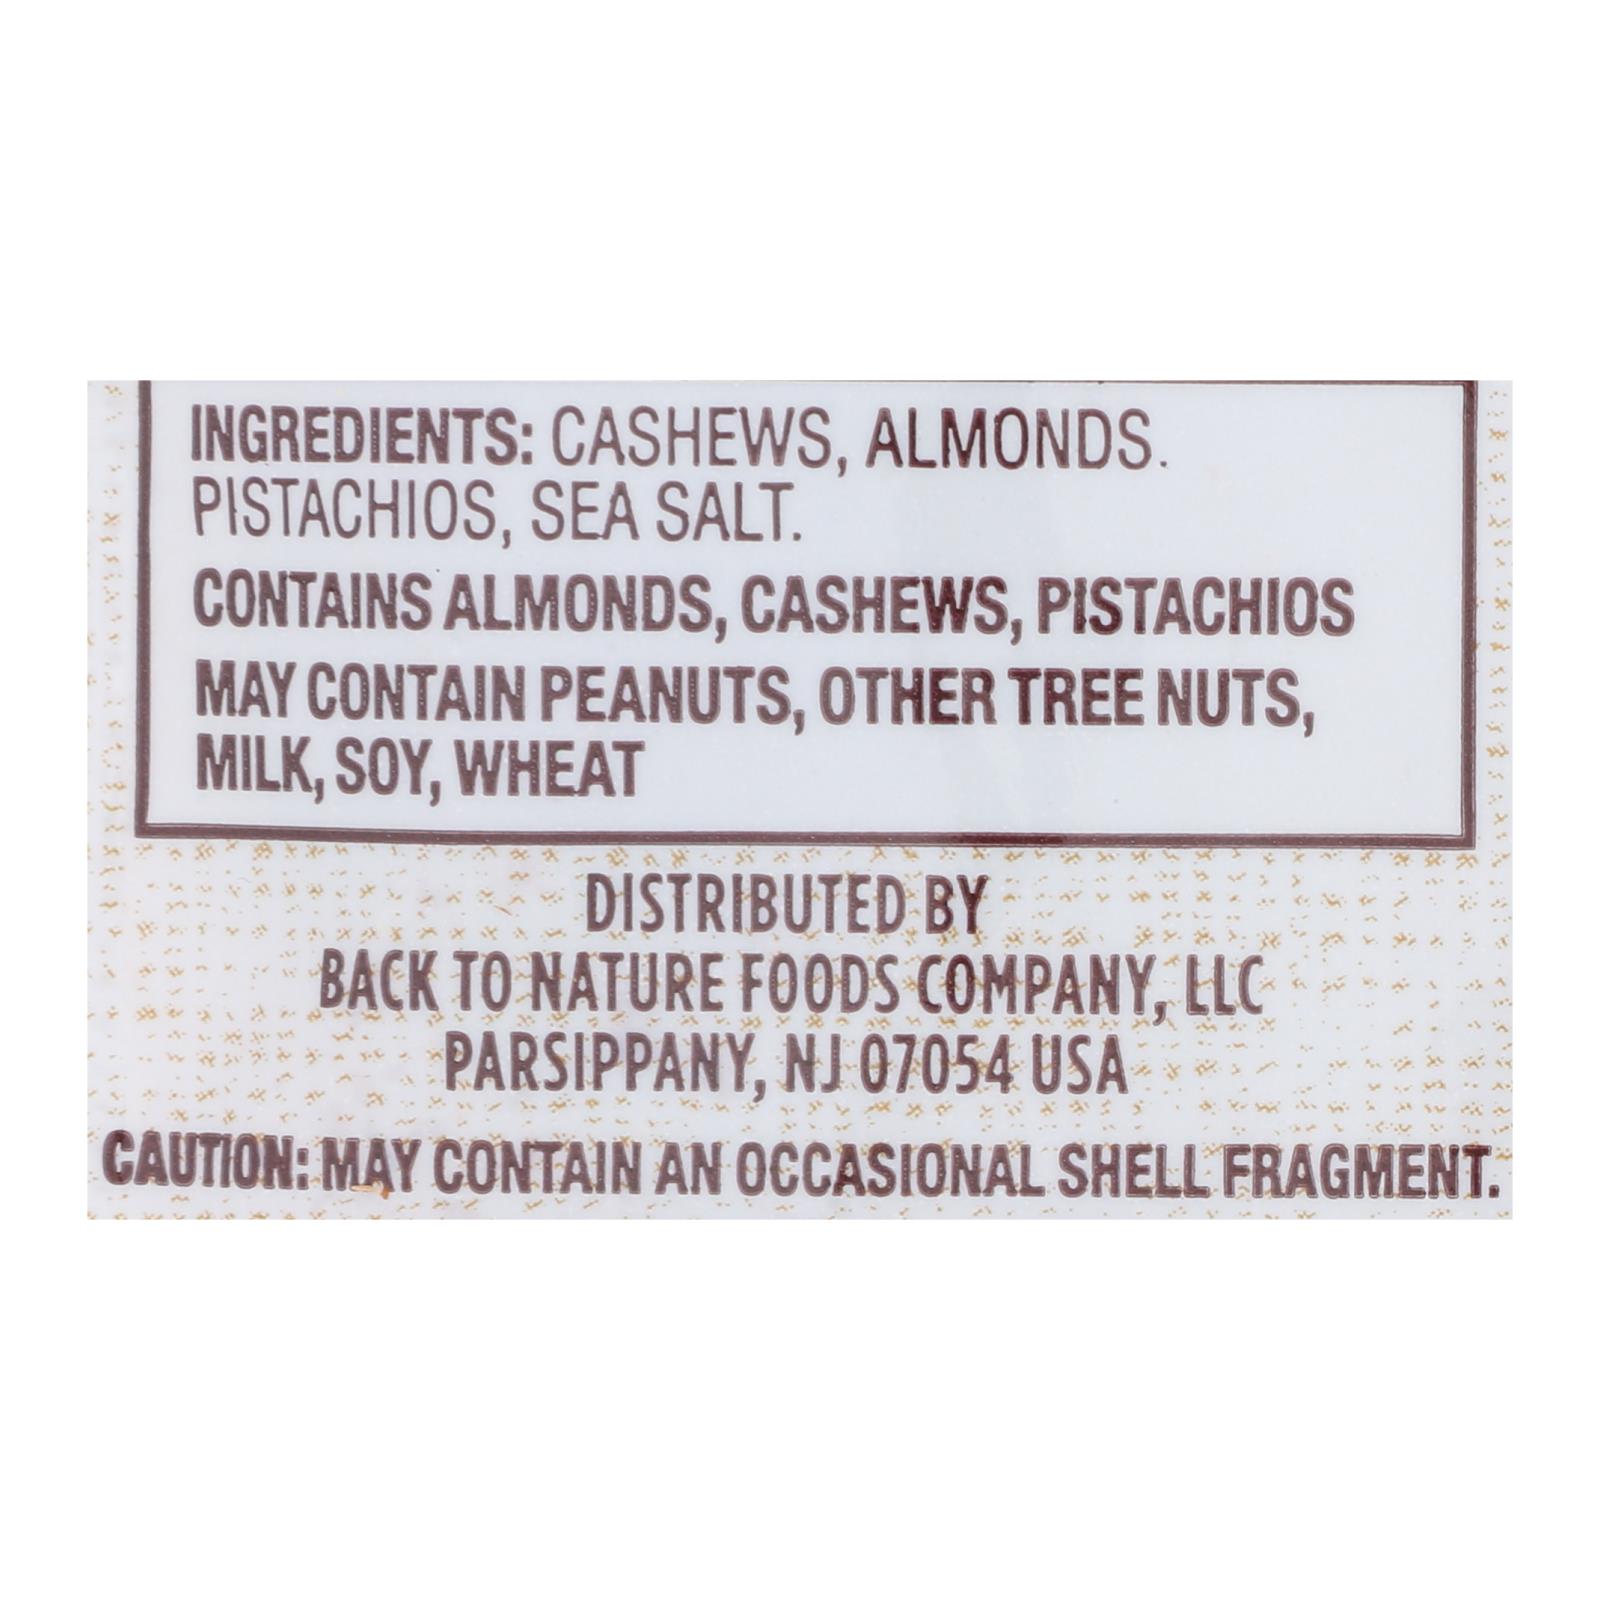 INGREDIENTS: CASHEWS, ALMONDS.
PISTACHIOS, SEA SALT.
CONTAINS ALMONDS, CASHEWS, PISTACHIOS
MAY CONTAIN PEANUTS, OTHER TREE NUTS,
MILK, SOY, WHEAT
DISTRIBUTED BY
BACK TO NATURE FOODS COMPANY, LLC
PARSIPPANY, NJ 07054 USA
CAUTION: MAY CONTAIN AN OCCASIONAL SHELL FRAGMENT.